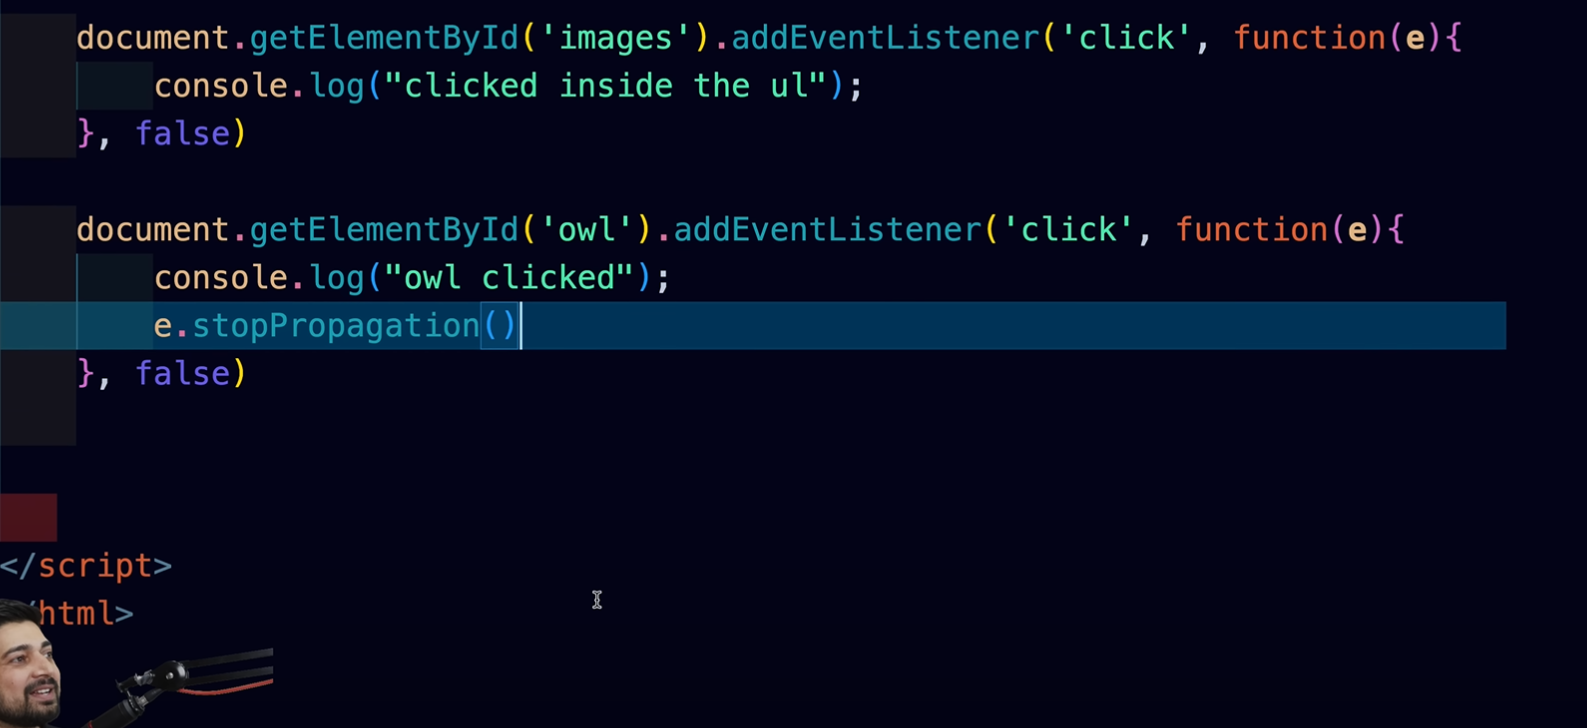 document.getElementById('images').addEventListener('click', function(e){
console.log("clicked inside the ul");
}, false)
document.getElementById('owl').addEventListener('click', function(e){
console.log("owl clicked");
e.stopPropagation()
}, false)
</script>
/html>